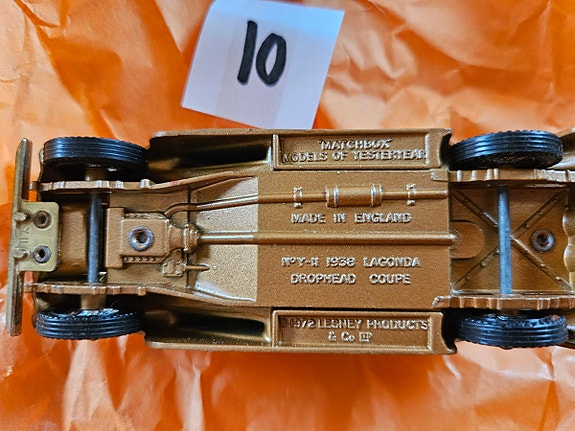 10
"MATCHBOX"
MODELS OF YESTERYEAR
MADE IN ENGLAND
Nº Y-11 1938 LAGONDA
DROPHEAD COUPE
© 1972 LESNEY PRODUCTS
& Co LTD